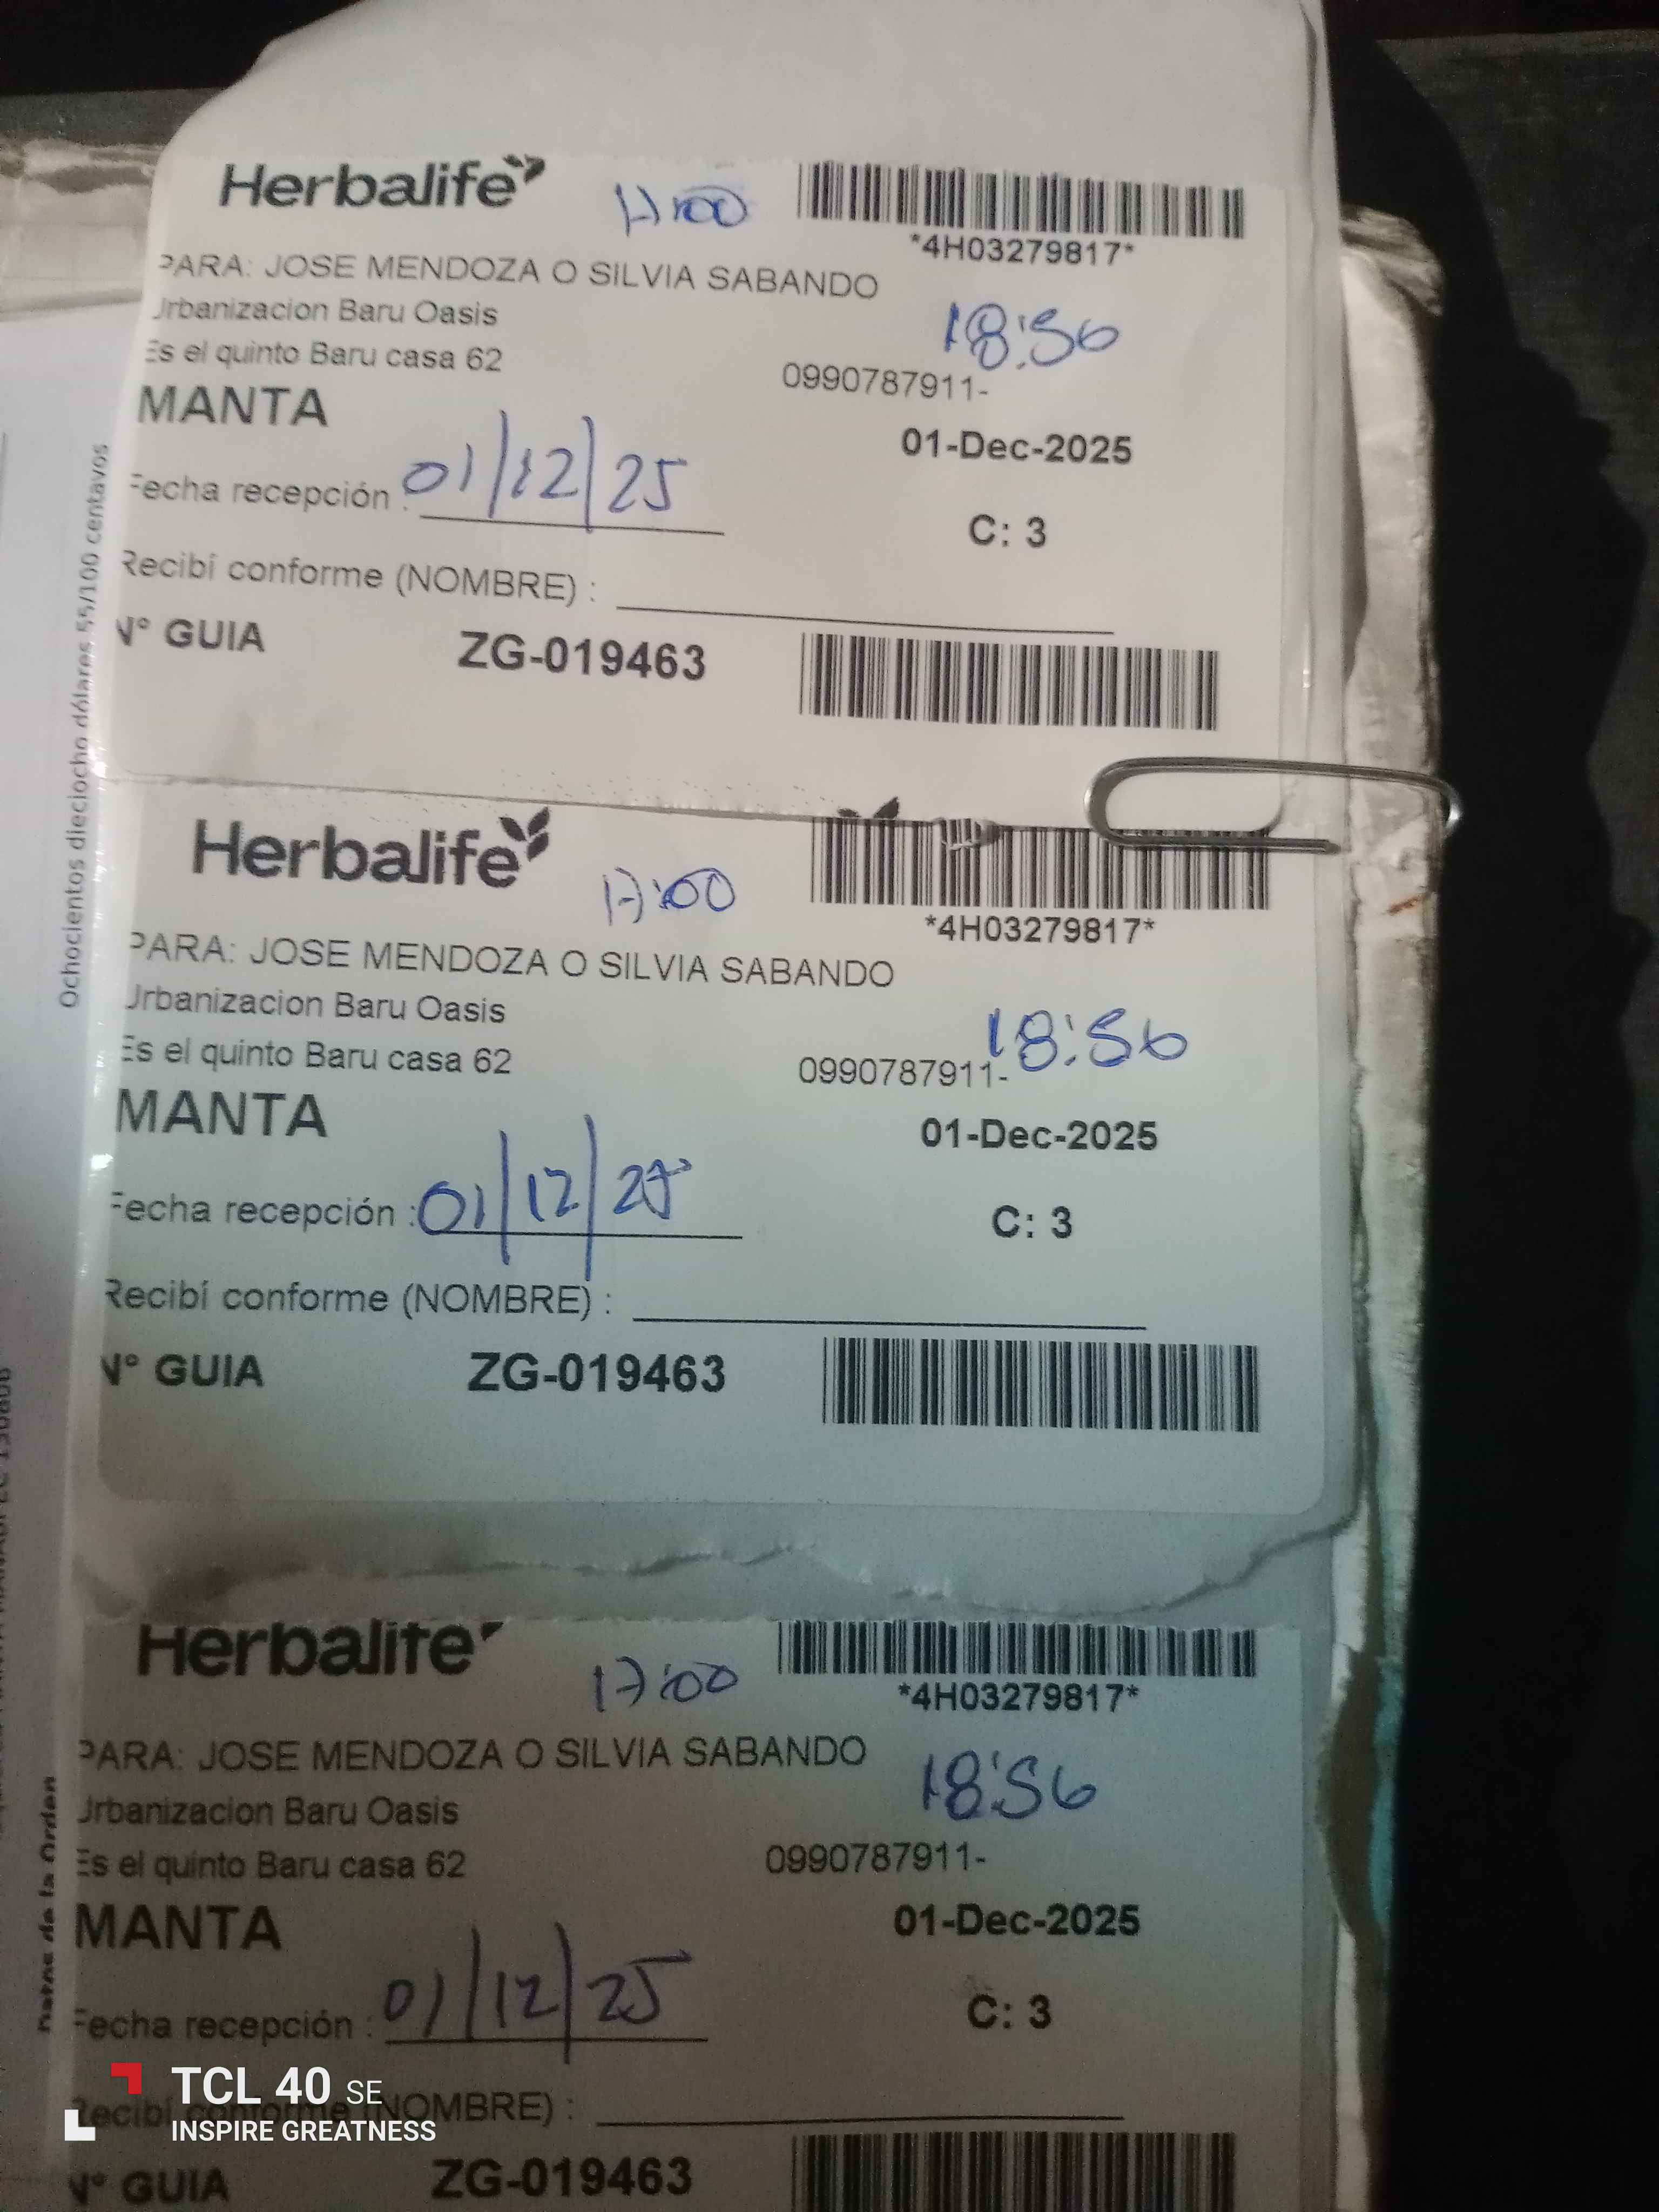 Herbalife
17:00
*4H03279817*
PARA: JOSE MENDOZA O SILVIA SABANDO
Urbanizacion Baru Oasis
18:56
Es el quinto Baru casa 62
0990787911-
MANTA
01-Dec-2025
Fecha recepción : 01/12/25
C: 3
Recibí conforme (NOMBRE) :
N° GUIA ZG-019463
Herbalife
17:00
*4H03279817*
PARA: JOSE MENDOZA O SILVIA SABANDO
Urbanizacion Baru Oasis
18:56
Es el quinto Baru casa 62
0990787911-
MANTA
01-Dec-2025
Fecha recepción : 01/12/25
C: 3
Recibí conforme (NOMBRE) :
N° GUIA ZG-019463
Herbalife
17:00
*4H03279817*
PARA: JOSE MENDOZA O SILVIA SABANDO
18:56
Urbanizacion Baru Oasis
Es el quinto Baru casa 62
0990787911-
MANTA
01-Dec-2025
Fecha recepción : 01/12/25
C: 3
Recibí conforme (NOMBRE) :
N° GUIA ZG-019463
Ochocientos dieciocho dólares 55/100 centavos
de la Orden
TCL 40 SE
INSPIRE GREATNESS